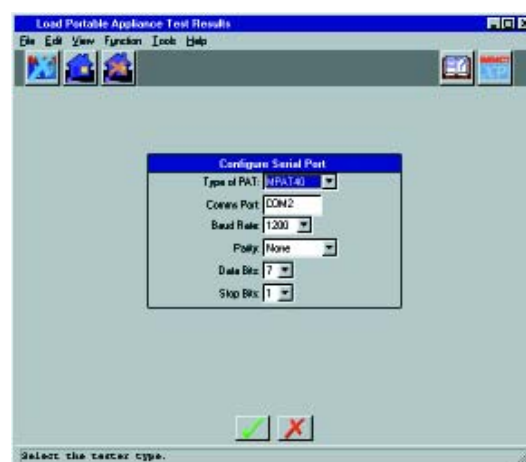 Load Portable Appliance Test Results
File Edit View Function Tools Help
Configure Serial Port
Type of PAT: MPAT40
Comms Port: COM2
Baud Rate: 1200
Parity: None
Data Bits: 7
Stop Bits: 1
Select the tester type.